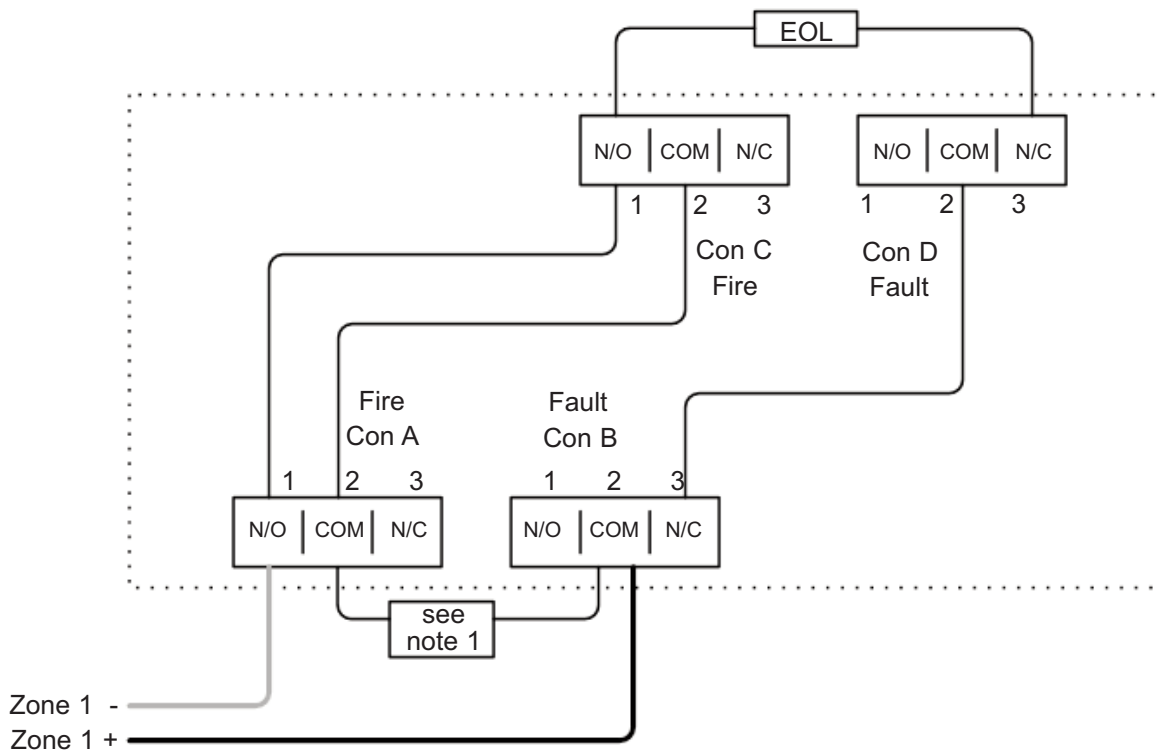 EOL
N/O COM N/C
N/O COM N/C
1 2 3
1 2 3
Con C
Fire
Con D
Fault
Fire
Con A
Fault
Con B
1 2 3
1 2 3
N/O COM N/C
N/O COM N/C
see
note 1
Zone 1 -
Zone 1 +